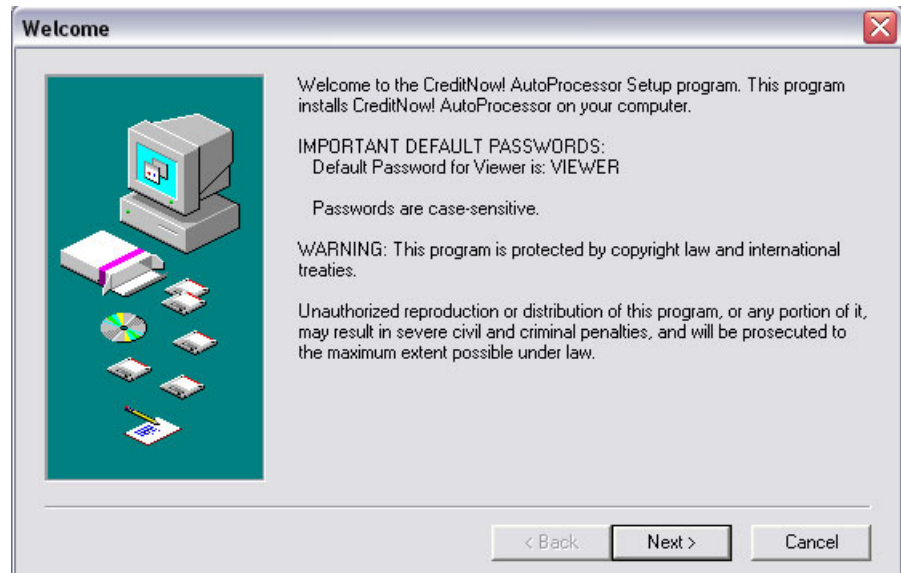 Welcome
Welcome to the CreditNow! AutoProcessor Setup program. This program
installs CreditNow! AutoProcessor on your computer.
IMPORTANT DEFAULT PASSWORDS:
Default Password for Viewer is: VIEWER
Passwords are case-sensitive.
WARNING: This program is protected by copyright law and international
treaties.
Unauthorized reproduction or distribution of this program, or any portion of it,
may result in severe civil and criminal penalties, and will be prosecuted to
the maximum extent possible under law.
< Back
Next >
Cancel